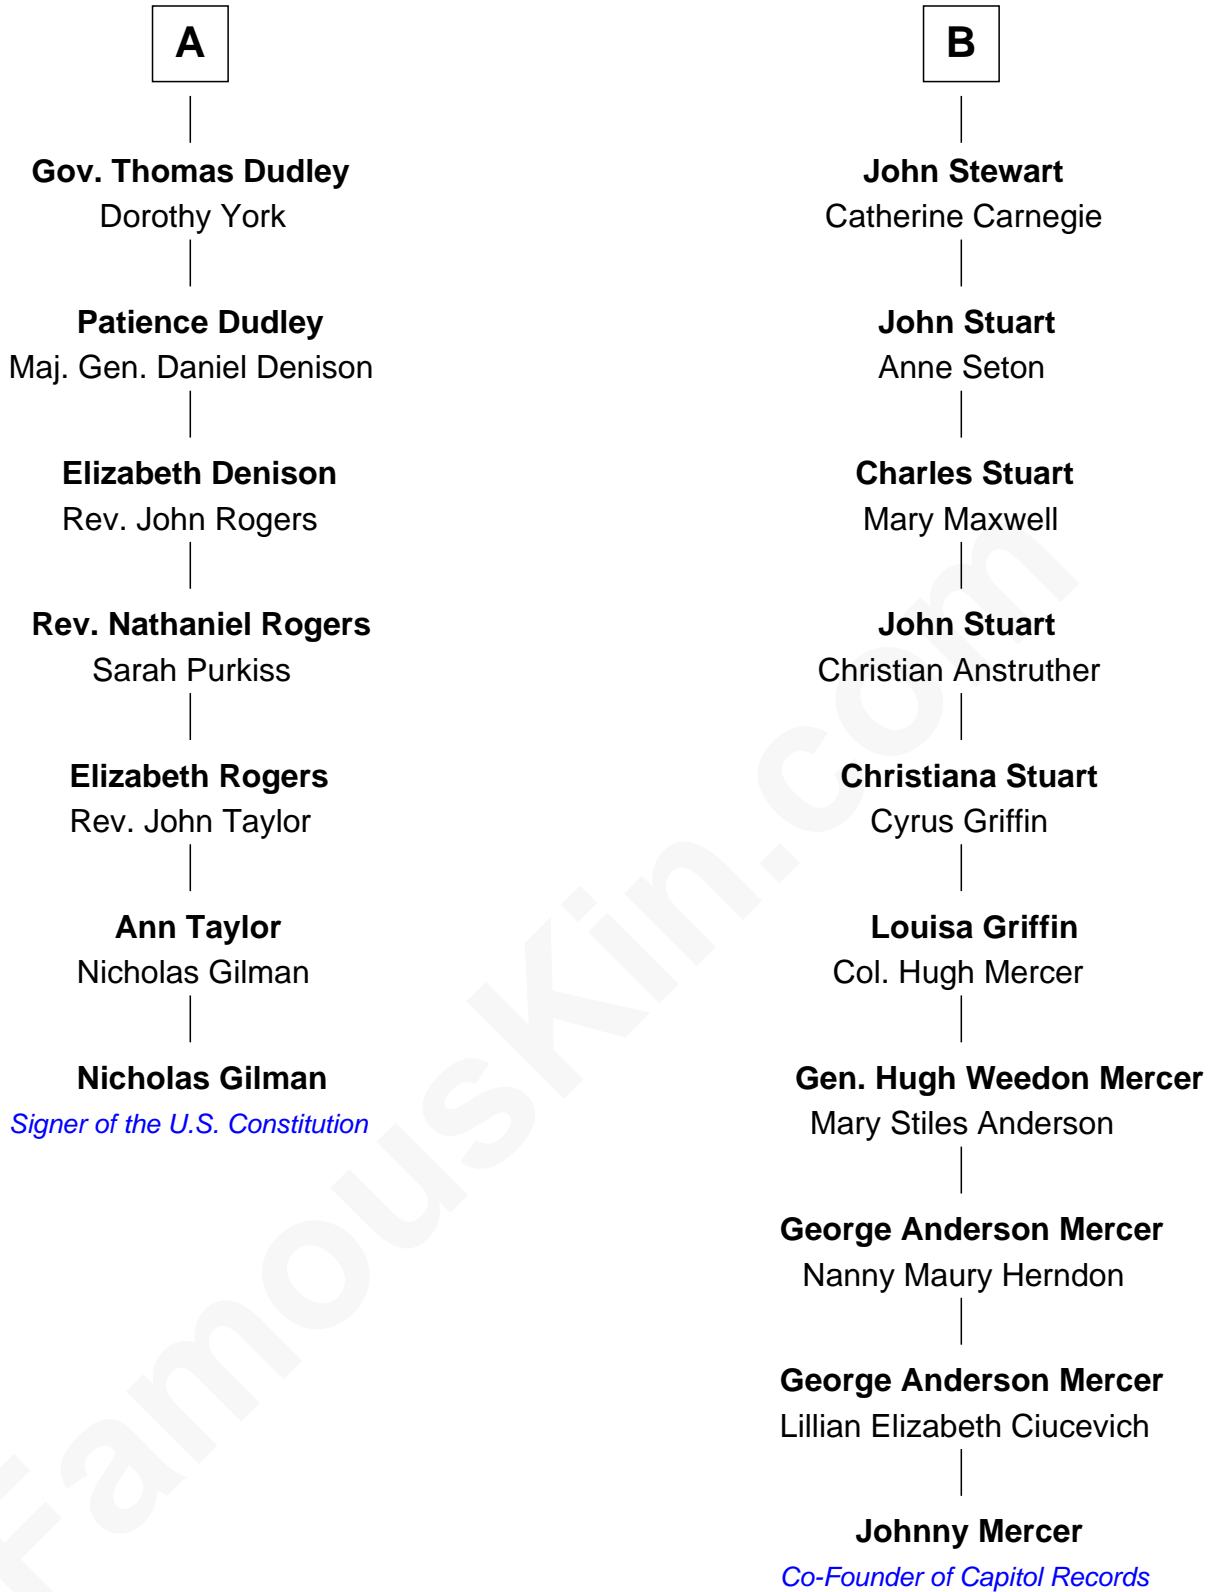 A
Gov. Thomas Dudley
Dorothy York
Patience Dudley
Maj. Gen. Daniel Denison
Elizabeth Denison
Rev. John Rogers
Rev. Nathaniel Rogers
Sarah Purkiss
Elizabeth Rogers
Rev. John Taylor
Ann Taylor
Nicholas Gilman
Nicholas Gilman
Signer of the U.S. Constitution
B
John Stewart
Catherine Carnegie
John Stuart
Anne Seton
Charles Stuart
Mary Maxwell
John Stuart
Christian Anstruther
Christiana Stuart
Cyrus Griffin
Louisa Griffin
Col. Hugh Mercer
Gen. Hugh Weedon Mercer
Mary Stiles Anderson
George Anderson Mercer
Nanny Maury Herndon
George Anderson Mercer
Lillian Elizabeth Ciucevich
Johnny Mercer
Co-Founder of Capitol Records
FamousKin.com